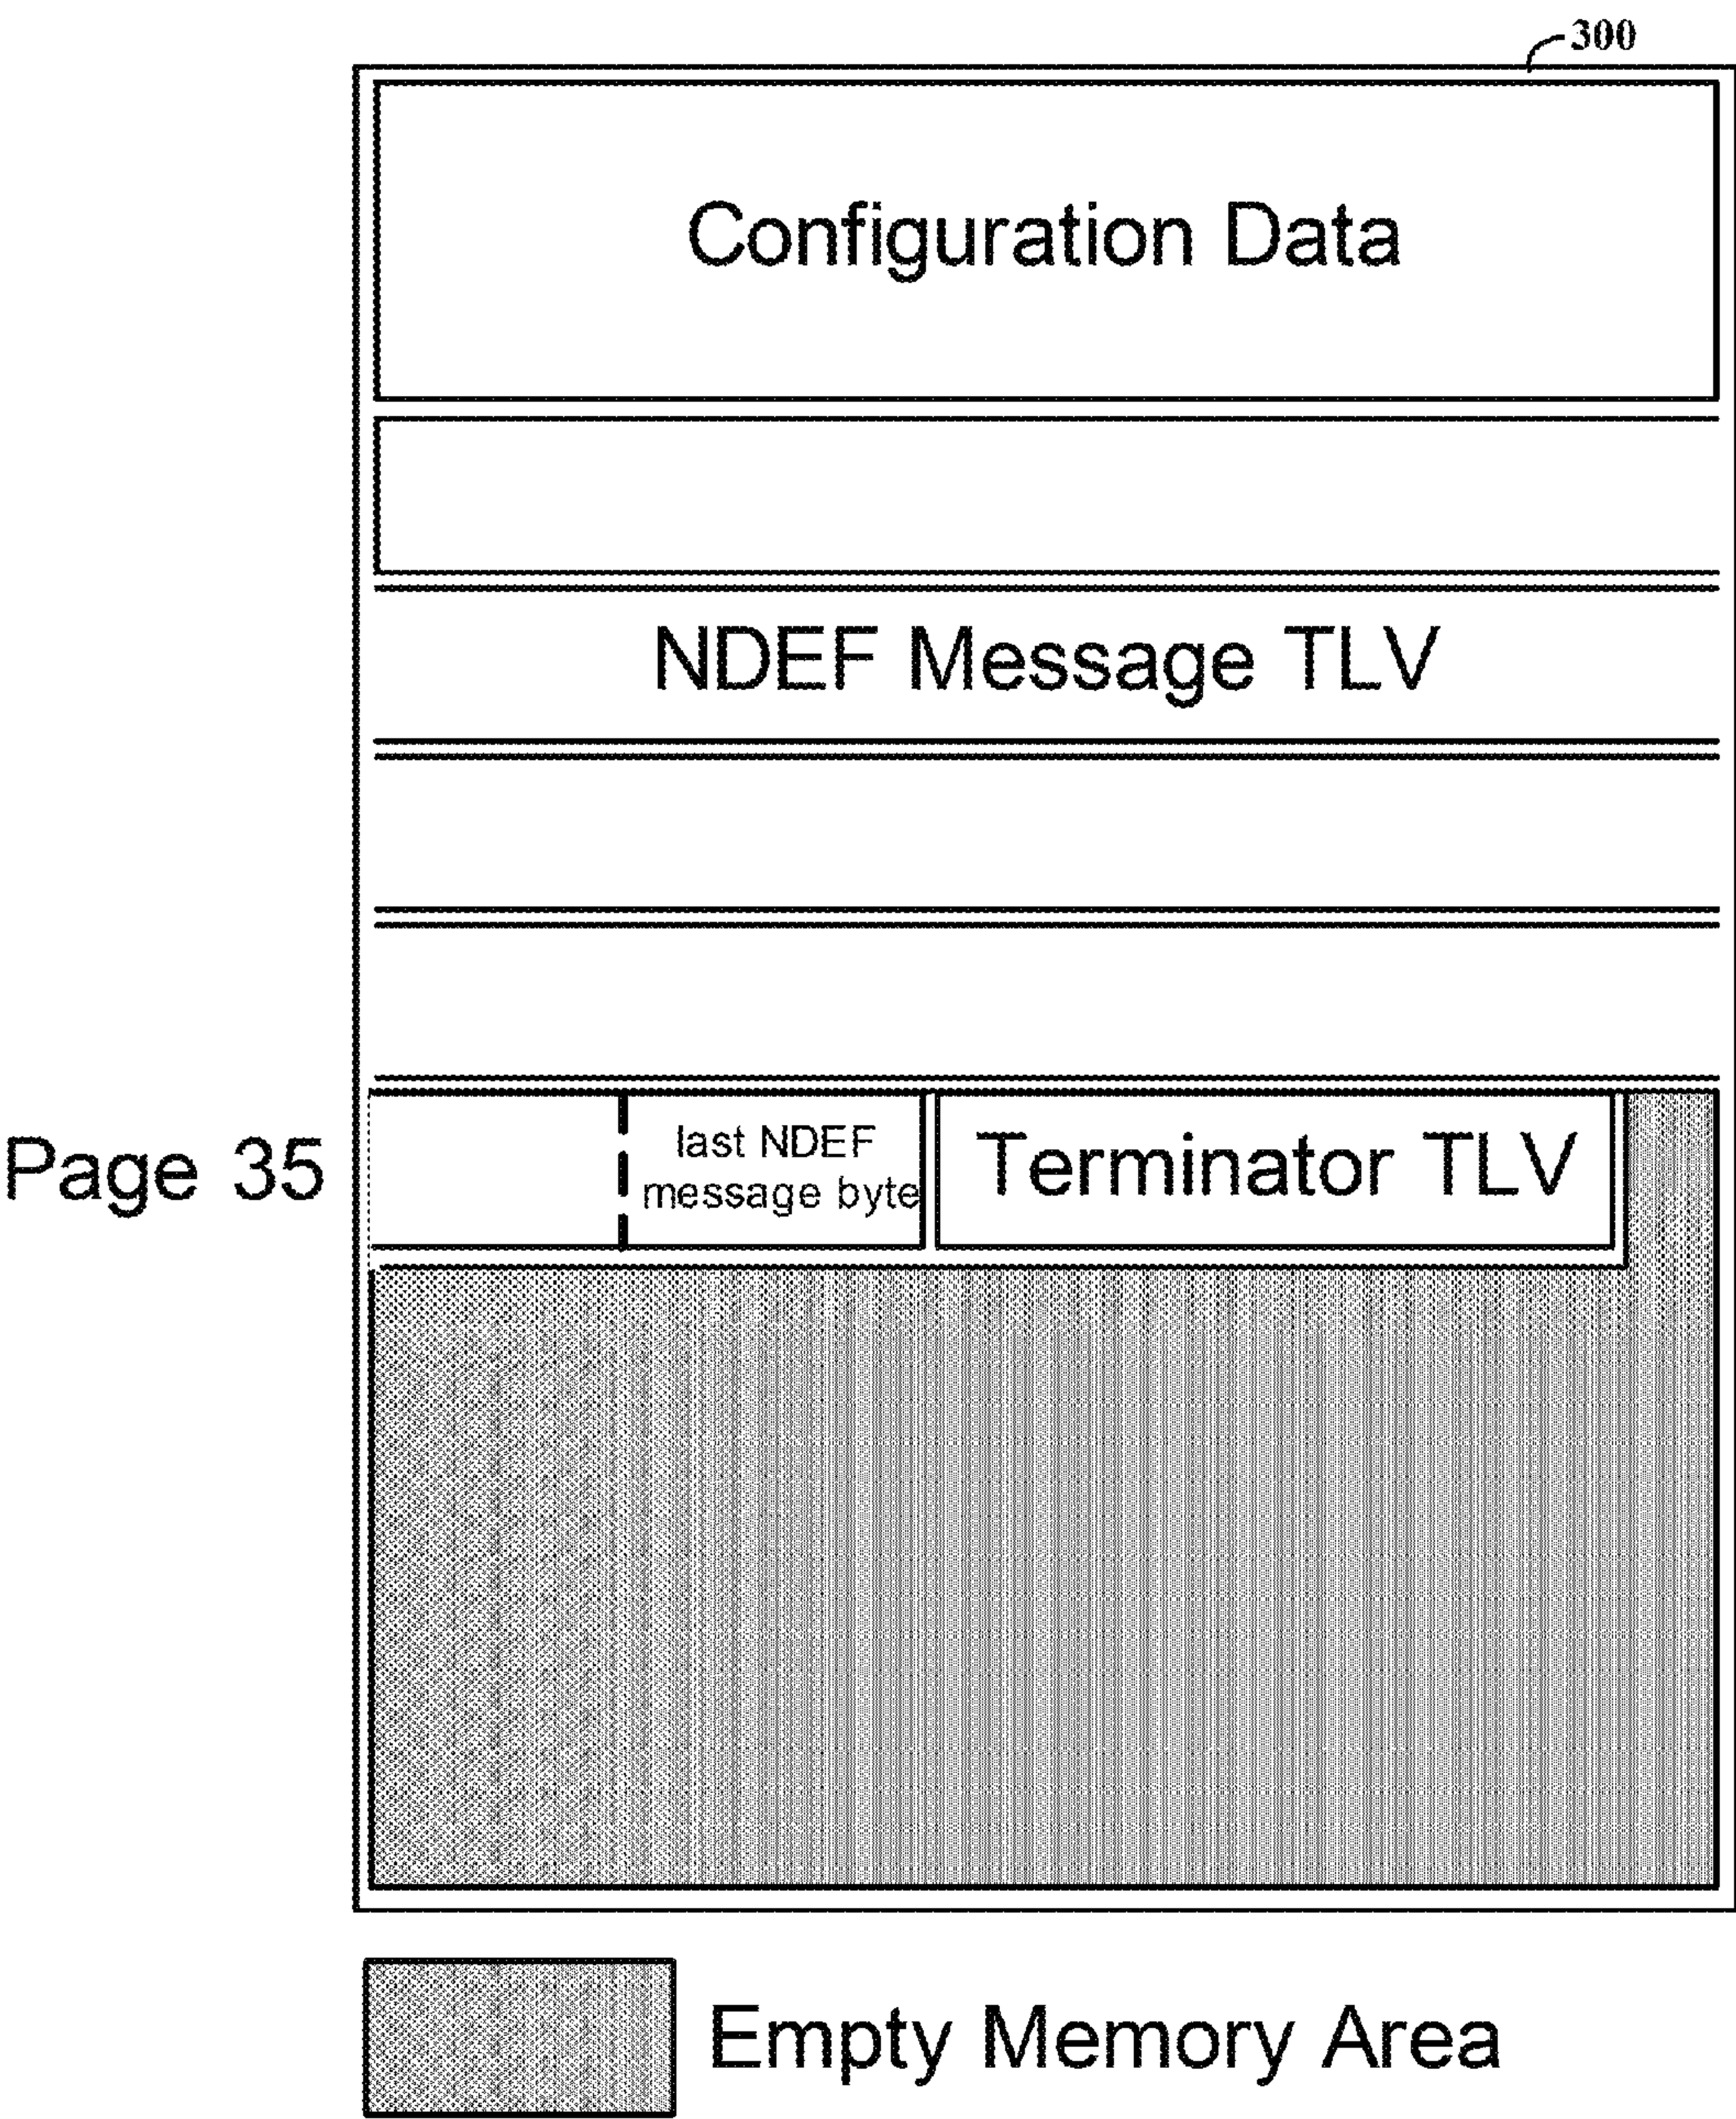 300
Configuration Data
NDEF Message TLV
Page 35
last NDEF
message byte
Terminator TLV
Empty Memory Area